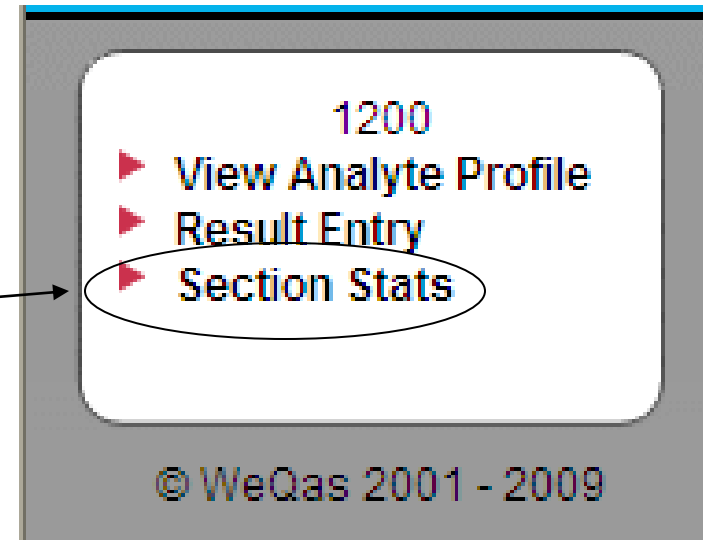 1200
View Analyte Profile
Result Entry
Section Stats
© WeQas 2001 - 2009